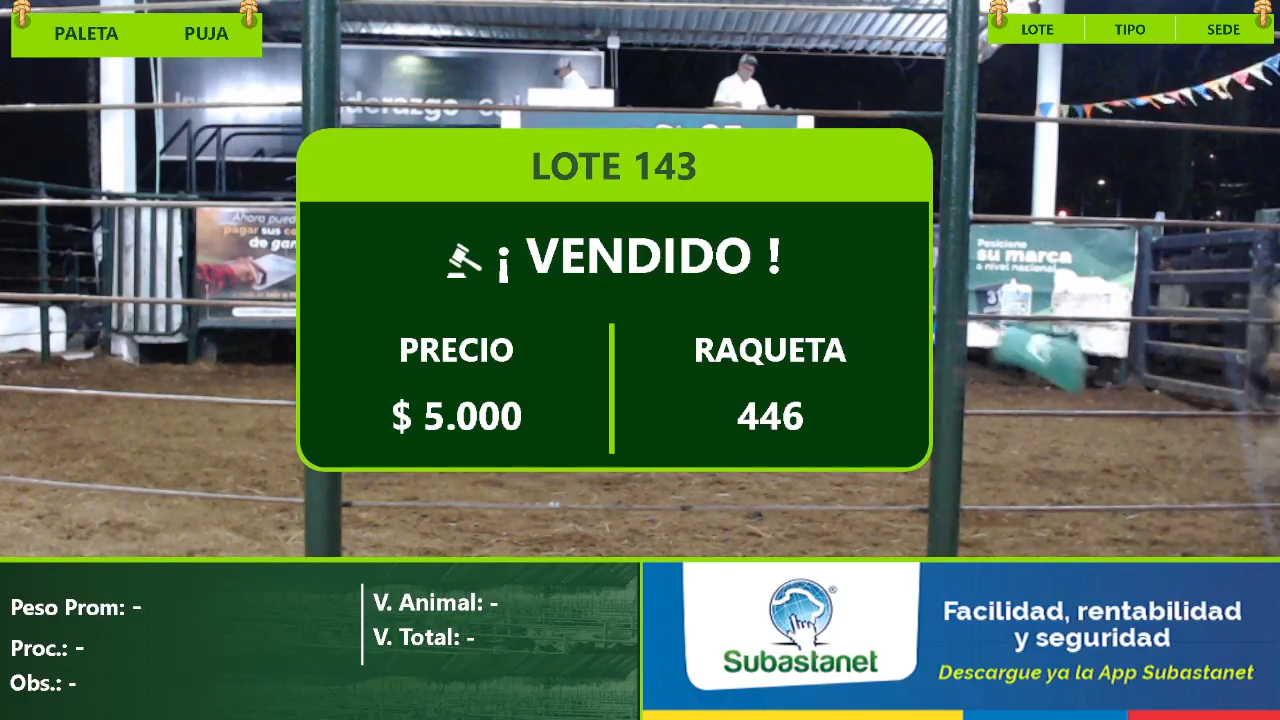 PALETA PUJA
LOTE TIPO SEDE
LOTE 143
¡ VENDIDO !
PRECIO
$ 5.000
RAQUETA
446
Ahora
pagar sus
de
Posicione
su marca
a nivel nacional
Peso Prom: -
Proc.: -
Obs.: -
V. Animal: -
V. Total: -
Subastanet
®
Facilidad, rentabilidad
y seguridad
Descargue ya la App Subastanet